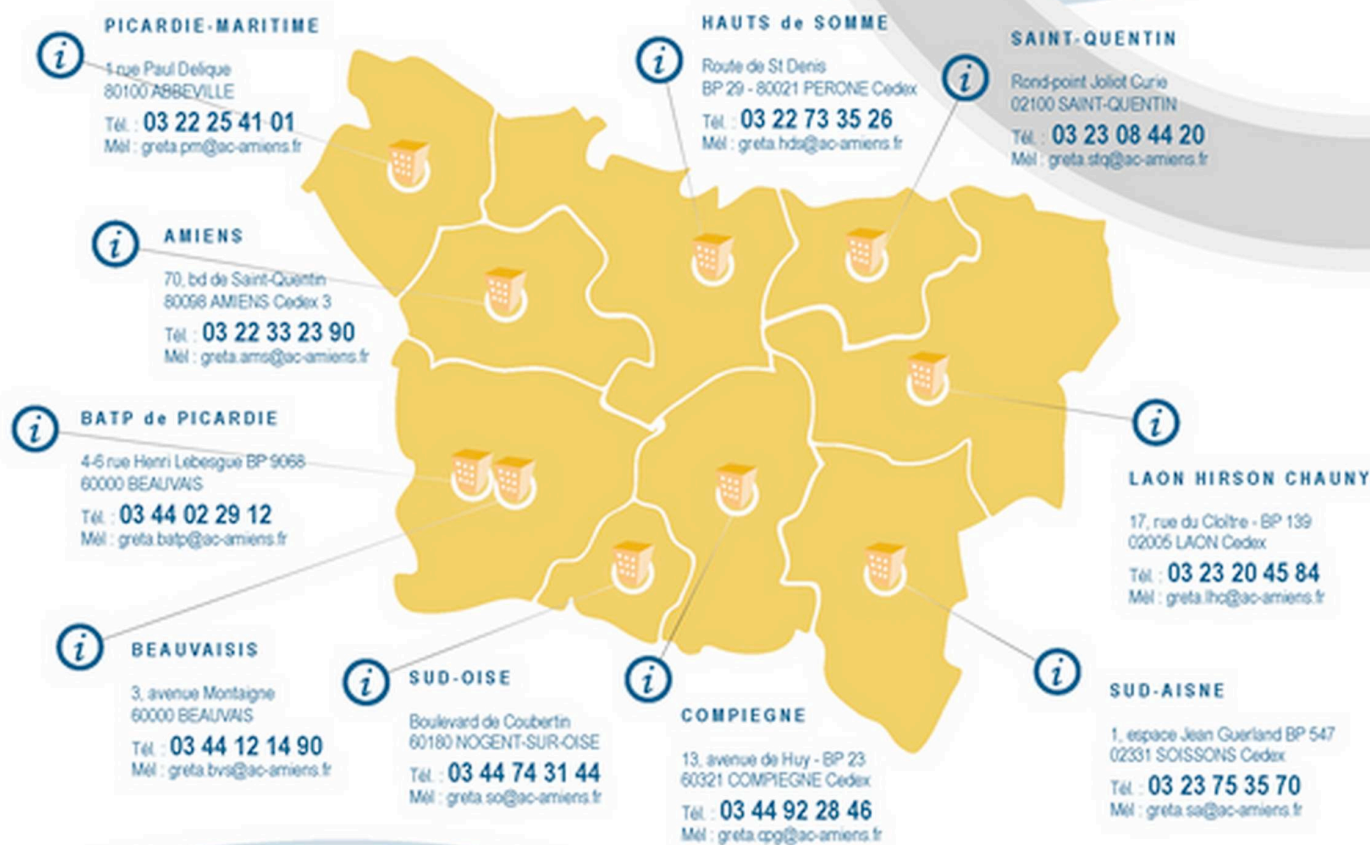 PICARDIE-MARITIME
1 rue Paul Delique
80100 ABBEVILLE
Tél. : 03 22 25 41 01
Mèl : greta.pm@ac-amiens.fr
HAUTS de SOMME
Route de St Denis
BP 29 - 80021 PERONE Cedex
Tél. : 03 22 73 35 26
Mèl : greta.hds@ac-amiens.fr
SAINT-QUENTIN
Rond-point Joliot Curie
02100 SAINT-QUENTIN
Tél. : 03 23 08 44 20
Mèl : greta.stq@ac-amiens.fr
AMIENS
70, bd de Saint-Quentin
80098 AMIENS Cedex 3
Tél. : 03 22 33 23 90
Mèl : greta.ams@ac-amiens.fr
BATP de PICARDIE
4-6 rue Henri Lebesgue BP 9068
60000 BEAUVAIS
Tél. : 03 44 02 29 12
Mèl : greta.batp@ac-amiens.fr
LAON HIRSON CHAUNY
17, rue du Cloître - BP 139
02005 LAON Cedex
Tél. : 03 23 20 45 84
Mèl : greta.lhc@ac-amiens.fr
BEAUVAISIS
3, avenue Montaigne
60000 BEAUVAIS
Tél. : 03 44 12 14 90
Mèl : greta.bvs@ac-amiens.fr
SUD-OISE
Boulevard de Coubertin
60180 NOGENT-SUR-OISE
Tél. : 03 44 74 31 44
Mèl : greta.so@ac-amiens.fr
COMPIEGNE
13, avenue de Huy - BP 23
60321 COMPIEGNE Cedex
Tél. : 03 44 92 28 46
Mèl : greta.cpg@ac-amiens.fr
SUD-AISNE
1, espace Jean Guerland BP 547
02331 SOISSONS Cedex
Tél. : 03 23 75 35 70
Mèl : greta.sa@ac-amiens.fr